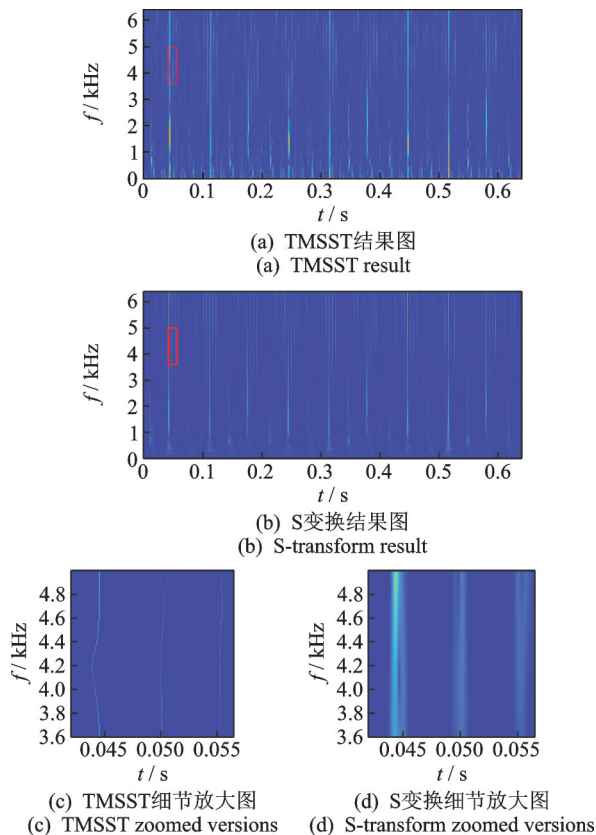 6
5
4
3
2
1
0
f / kHz
0 0.1 0.2 0.3 0.4 0.5 0.6
t / s
(a) TMSST结果图
(a) TMSST result
6
5
4
3
2
1
0
f / kHz
0 0.1 0.2 0.3 0.4 0.5 0.6
t / s
(b) S变换结果图
(b) S-transform result
4.8
4.6
4.4
4.2
4.0
3.8
3.6
f / kHz
0.045 0.050 0.055
t / s
(c) TMSST细节放大图
(c) TMSST zoomed versions
4.8
4.6
4.4
4.2
4.0
3.8
3.6
f / kHz
0.045 0.050 0.055
t / s
(d) S变换细节放大图
(d) S-transform zoomed versions